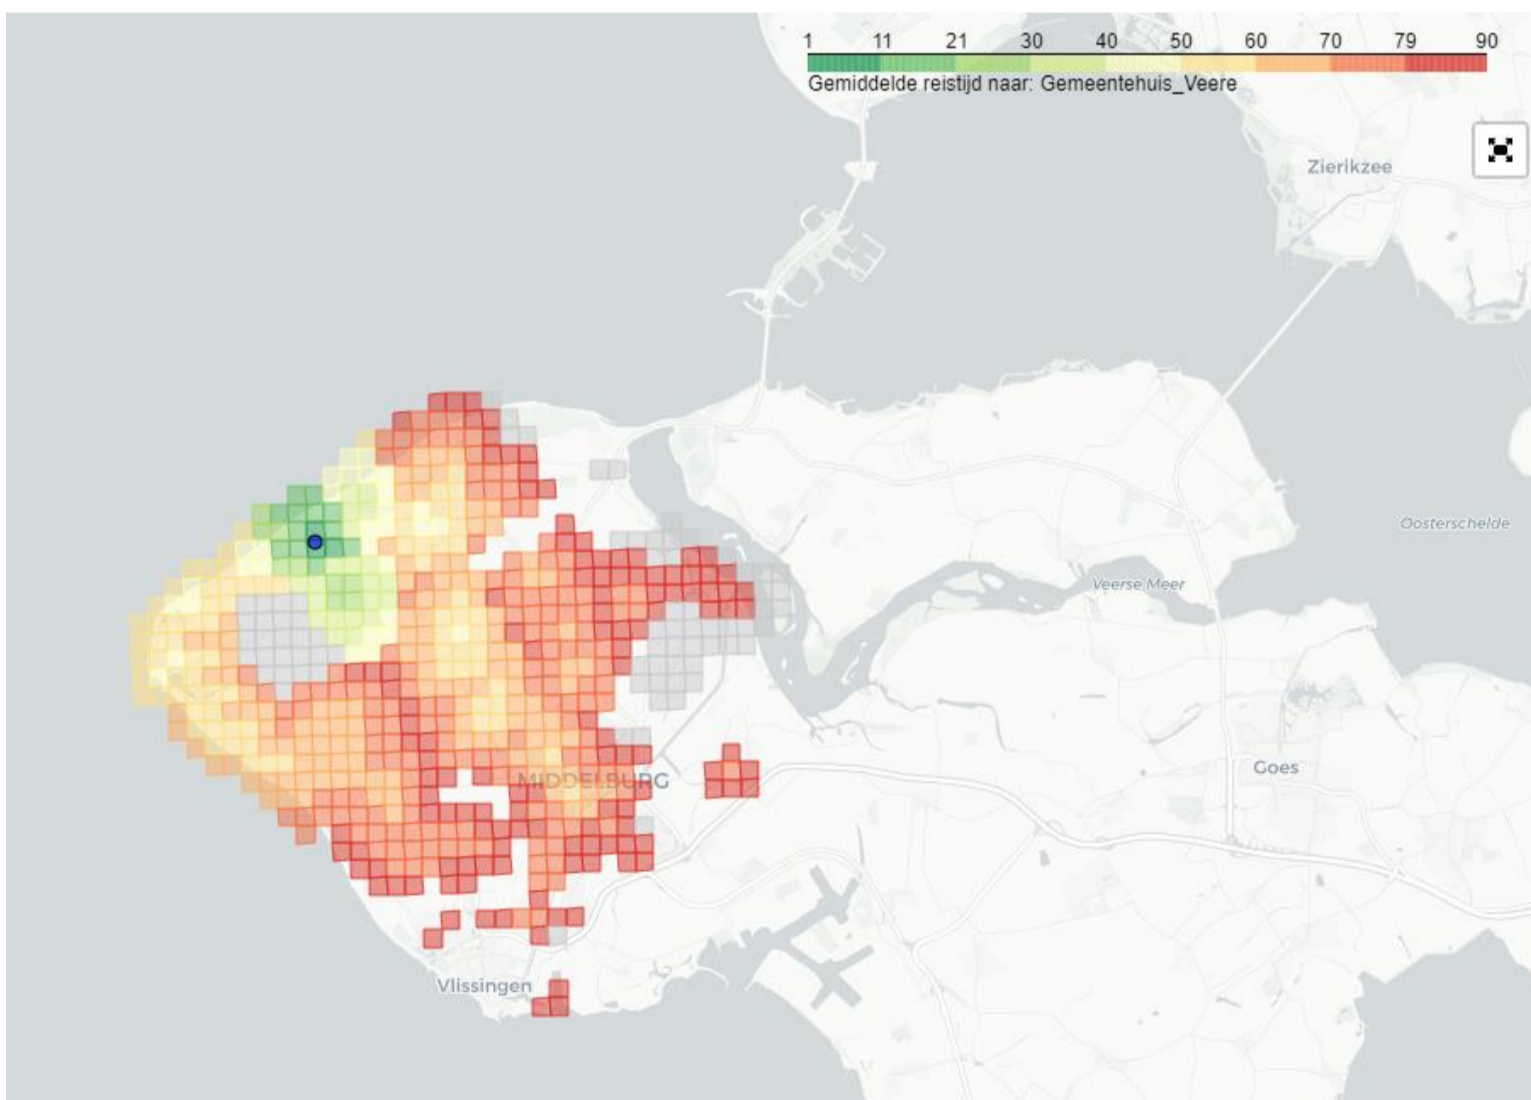 1 11 21 30 40 50 60 70 79 90
Gemiddelde reistijd naar: Gemeentehuis_Veere
Zierikzee
Oosterschelde
Veerse Meer
Goes
MIDDELBURG
Vlissingen